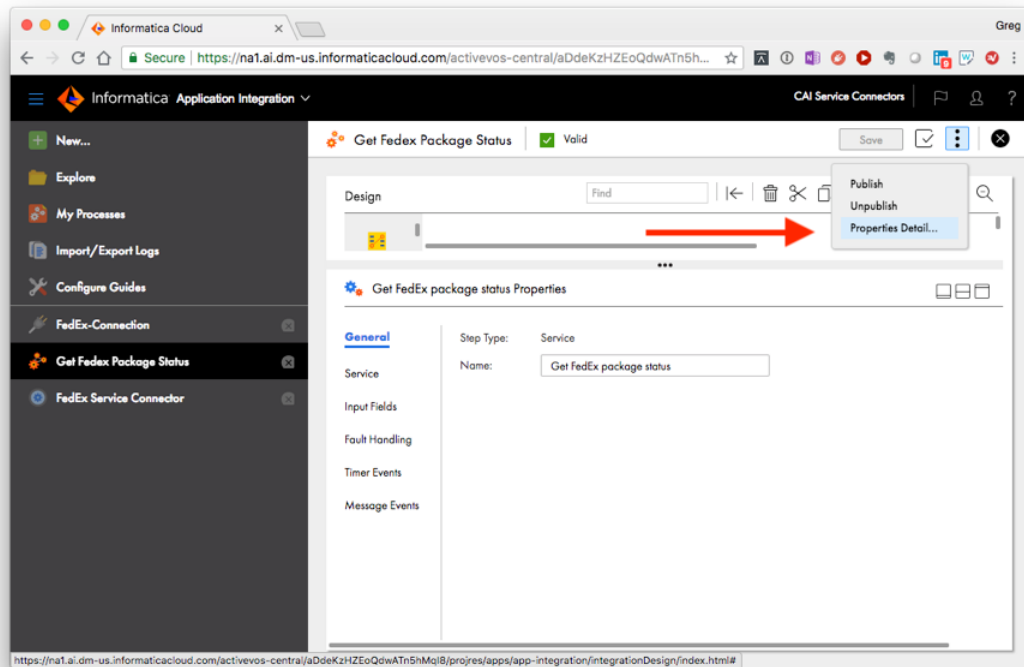 Informatica Cloud
Greg
Secure https://na1.ai.dm-us.informaticacloud.com/activevos-central/aDdeKzHZEoQdwATn5h...
Informatica Application Integration
CAI Service Connectors
?
New...
Get Fedex Package Status
Valid
Save
Explore
My Processes
Import/Export Logs
Configure Guides
FedEx-Connection
Get Fedex Package Status
FedEx Service Connector
Design
Find
Publish
Unpublish
Properties Detail...
Get FedEx package status Properties
General
Step Type: Service
Name: Get FedEx package status
Service
Input Fields
Fault Handling
Timer Events
Message Events
https://na1.ai.dm-us.informaticacloud.com/activevos-central/aDdeKzHZEoQdwATn5hMqI8/projres/apps/app-integration/integrationDesign/index.html#